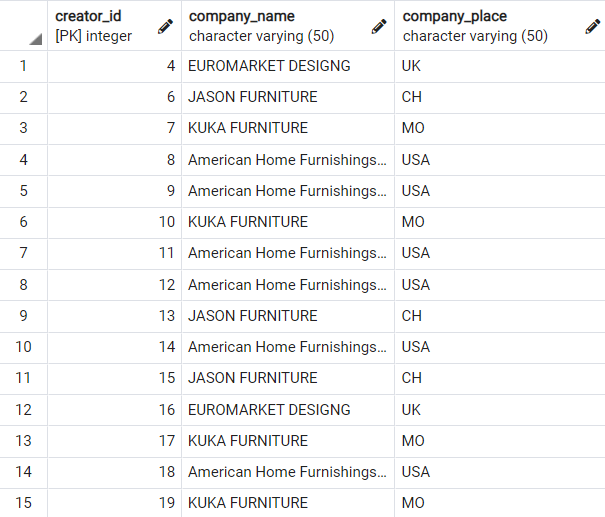 creator_id company_name company_place
[PK] integer character varying (50) character varying (50)
1 4 EUROMARKET DESIGNG UK
2 6 JASON FURNITURE CH
3 7 KUKA FURNITURE MO
4 8 American Home Furnishings... USA
5 9 American Home Furnishings... USA
6 10 KUKA FURNITURE MO
7 11 American Home Furnishings... USA
8 12 American Home Furnishings... USA
9 13 JASON FURNITURE CH
10 14 American Home Furnishings... USA
11 15 JASON FURNITURE CH
12 16 EUROMARKET DESIGNG UK
13 17 KUKA FURNITURE MO
14 18 American Home Furnishings... USA
15 19 KUKA FURNITURE MO